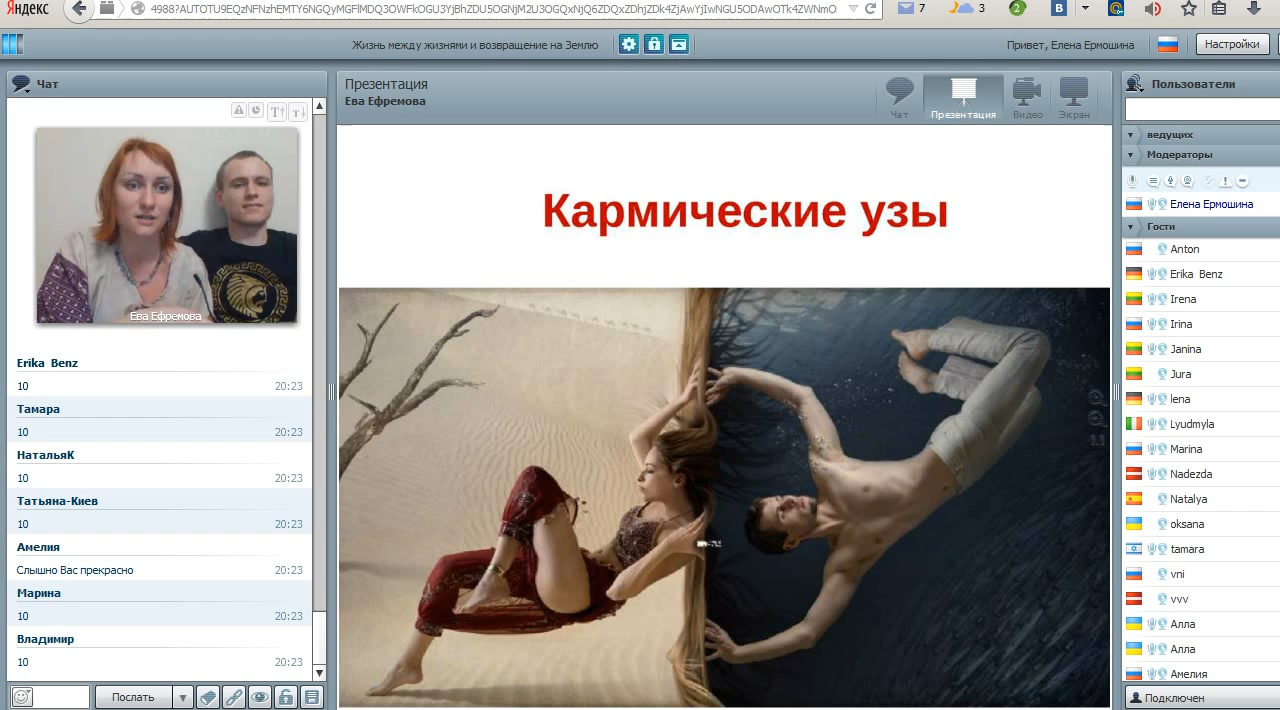 Яндекс
7
3
2
B
Жизнь между жизнями и возвращение на Землю
Привет, Елена Ермошина
Настройки
Чат
T↑
т↓
Ева Ефремова
Erika Benz
10 20:23
Тамара
10 20:23
НатальяК
10 20:23
Татьяна-Киев
10 20:23
Амелия
Слышно Вас прекрасно 20:23
Марина
10 20:23
Владимир
10 20:23
Послать
Презентация
Ева Ефремова
Чат
Презентация
Видео
Экран
Кармические узы
Пользователи
ведущих
Модераторы
Елена Ермошина
Гости
Anton
Erika Benz
Irena
Irina
Janina
Jura
lena
Lyudmyla
Marina
Nadezda
Natalya
oksana
tamara
vni
vvv
Алла
Алла
Амелия
Подключен